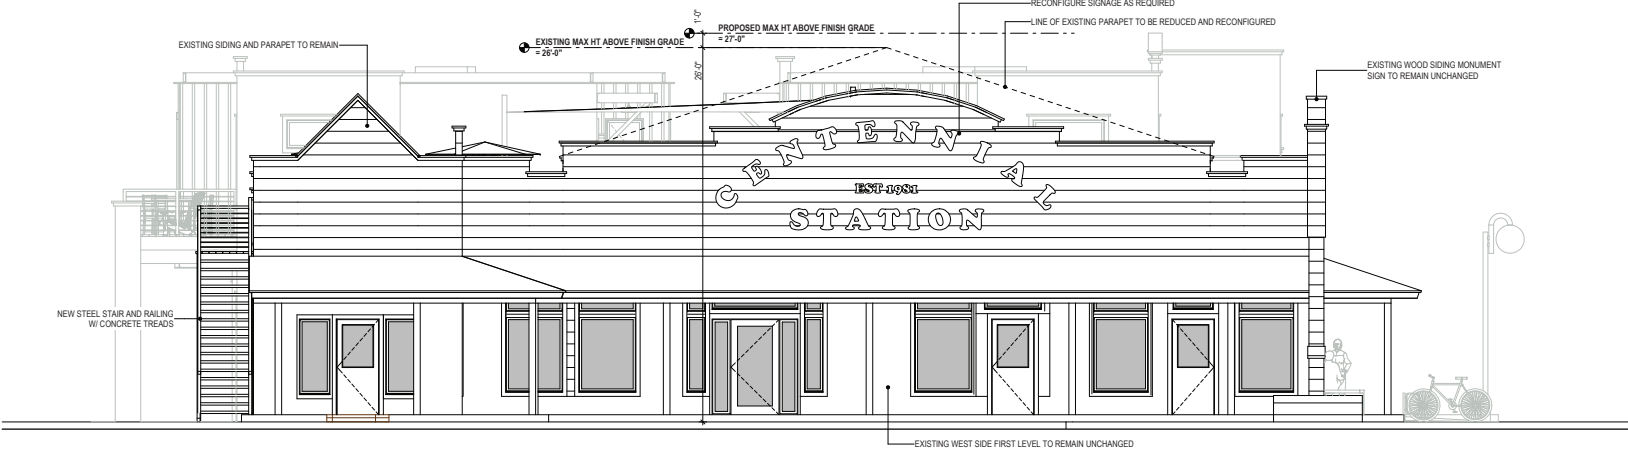 RECONFIGURE SIGNAGE AS REQUIRED
LINE OF EXISTING PARAPET TO BE REDUCED AND RECONFIGURED
1'-0"
PROPOSED MAX HT ABOVE FINISH GRADE
= 27'-0"
EXISTING SIDING AND PARAPET TO REMAIN
EXISTING MAX HT ABOVE FINISH GRADE
= 26'-0"
26'-0"
EXISTING WOOD SIDING MONUMENT
SIGN TO REMAIN UNCHANGED
CENTENNIAL
EST 1981
STATION
NEW STEEL STAIR AND RAILING
W/ CONCRETE TREADS
EXISTING WEST SIDE FIRST LEVEL TO REMAIN UNCHANGED